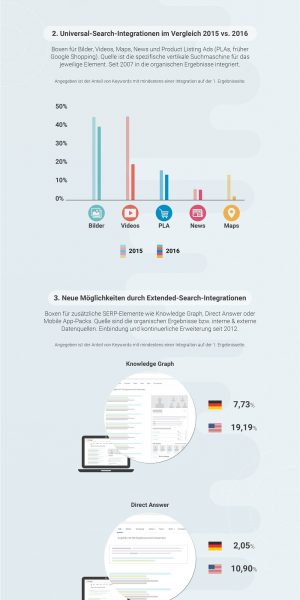 2. Universal-Search-Integrationen im Vergleich 2015 vs. 2016
Boxen für Bilder, Videos, Maps, News und Product Listing Ads (PLAs, früher
Google Shopping). Quelle ist die spezifische vertikale Suchmaschine für das
jeweilige Element. Seit 2007 in die organischen Ergebnisse integriert.
Angegeben ist der Anteil von Keywords mit mindestens einer Integration auf der 1. Ergebnisseite.
50%
40%
30%
20%
10%
0%
Bilder Videos PLA News Maps
2015 2016
3. Neue Möglichkeiten durch Extended-Search-Integrationen
Boxen für zusätzliche SERP-Elemente wie Knowledge Graph, Direct Answer oder
Mobile App-Packs. Quelle sind die organischen Ergebnisse bzw. interne & externe
Datenquellen. Einbindung und kontinuierliche Erweiterung seit 2012.
Angegeben ist der Anteil von Keywords mit mindestens einer Integration auf der 1. Ergebnisseite.
Knowledge Graph
7,73%
19,19%
Direct Answer
2,05%
10,90%